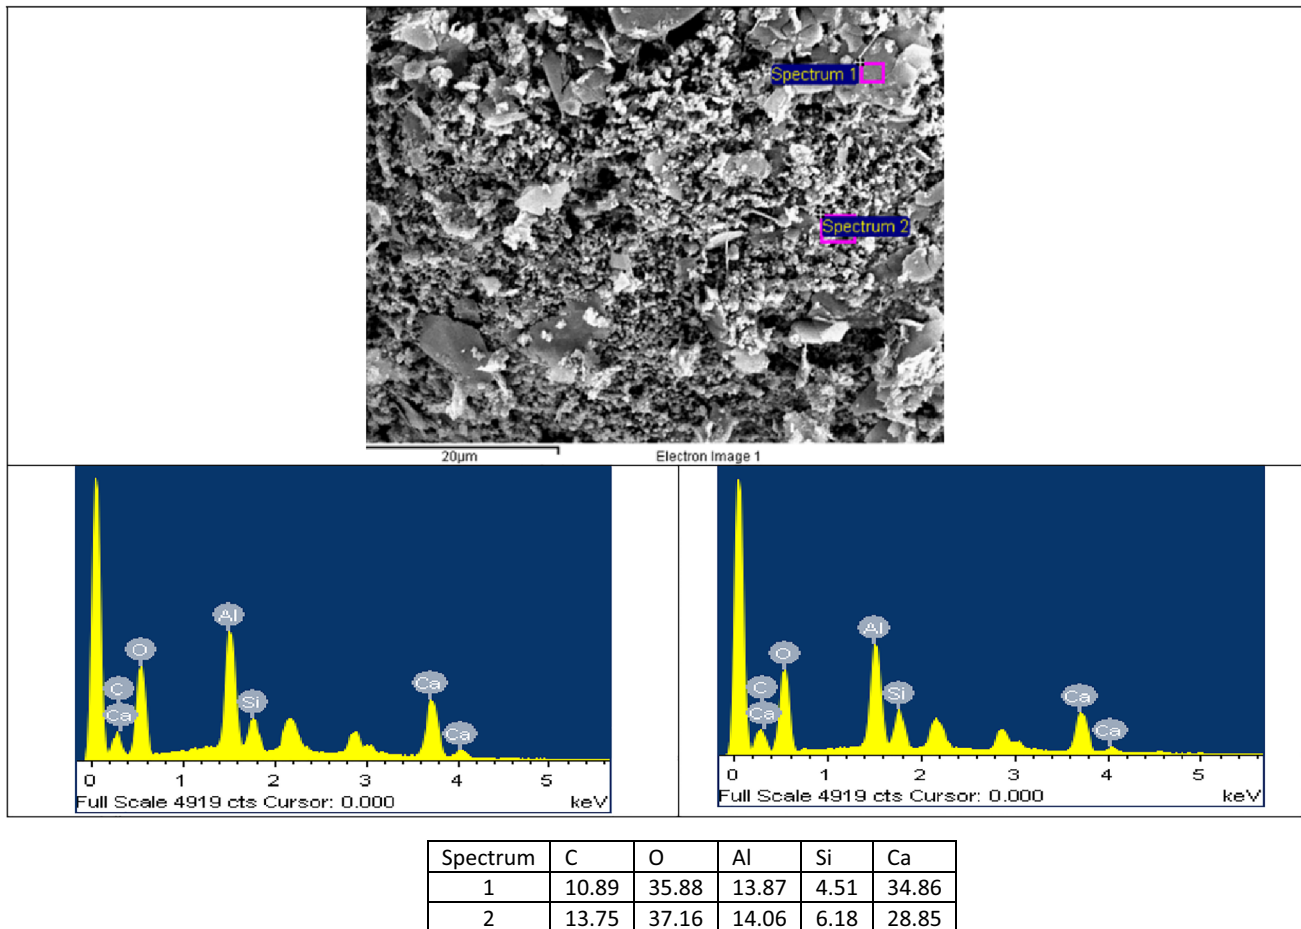 Spectrum 1
Spectrum 2
20μm Electron Image 1
Al
O
C
Ca
Si
Ca
Ca
0 1 2 3 4 5
Full Scale 4919 cts Cursor: 0.000 keV
Al
O
C
Ca
Si
Ca
Ca
0 1 2 3 4 5
Full Scale 4919 cts Cursor: 0.000 keV
Spectrum C O Al Si Ca
1 10.89 35.88 13.87 4.51 34.86
2 13.75 37.16 14.06 6.18 28.85